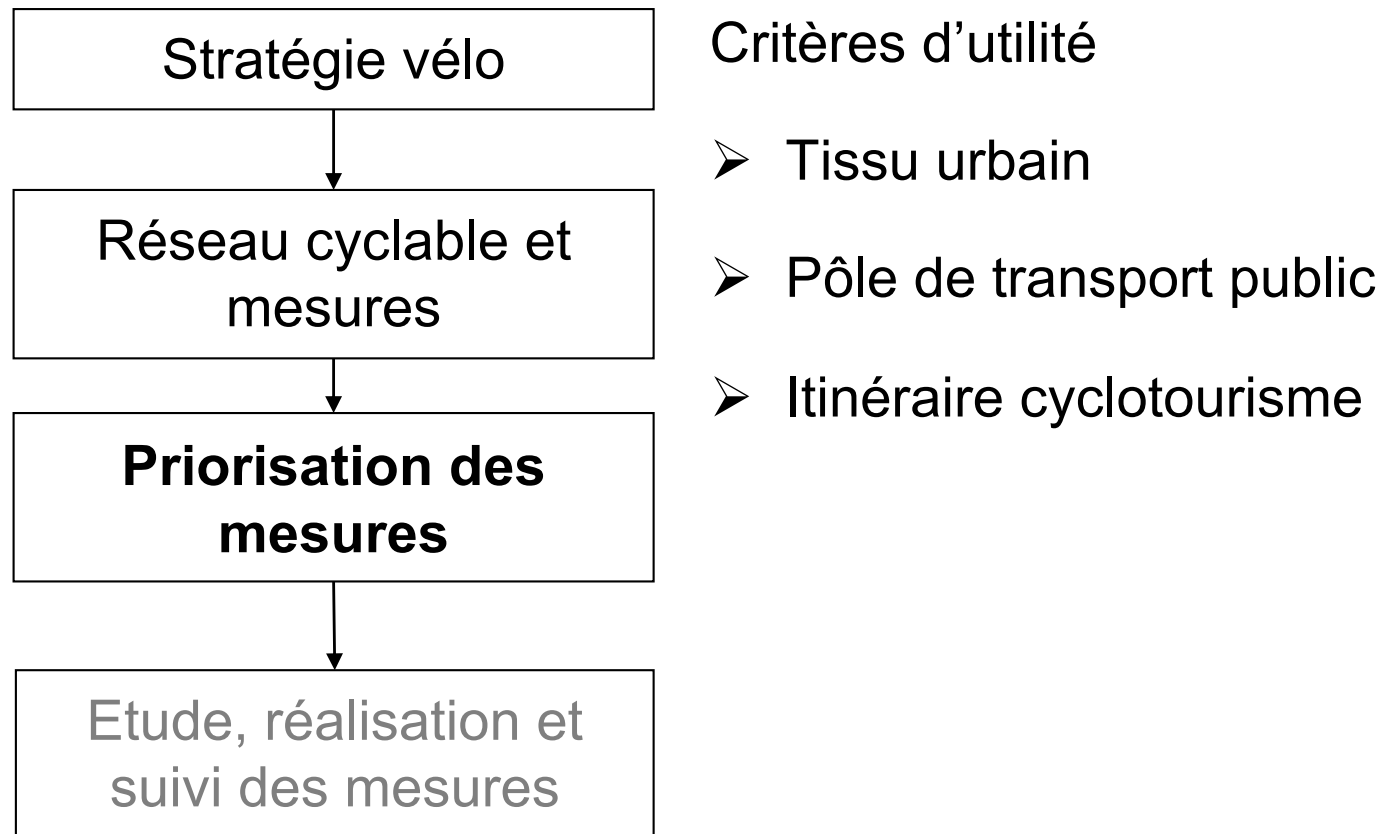 Stratégie vélo
Réseau cyclable et
mesures
Priorisation des
mesures
Etude, réalisation et
suivi des mesures
Critères d’utilité
➢ Tissu urbain
➢ Pôle de transport public
➢ Itinéraire cyclotourisme